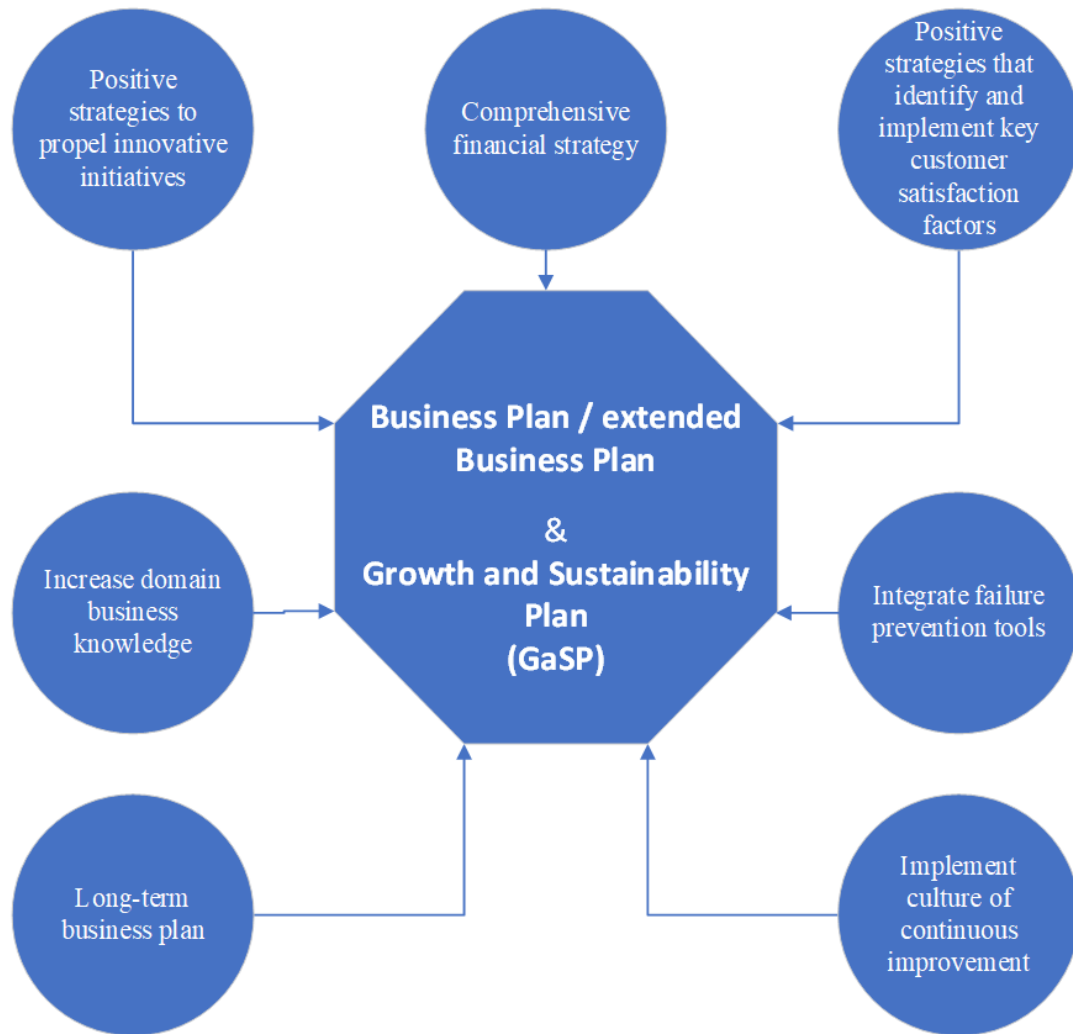 Positive
strategies to
propel innovative
initiatives
Comprehensive
financial strategy
Positive
strategies that
identify and
implement key
customer
satisfaction
factors
Business Plan / extended
Business Plan
&
Growth and Sustainability
Plan
(GaSP)
Increase domain
business
knowledge
Integrate failure
prevention tools
Long-term
business plan
Implement
culture of
continuous
improvement